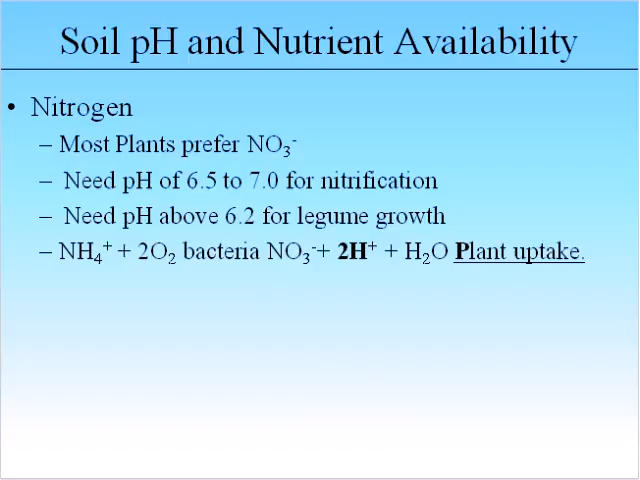 Soil pH and Nutrient Availability
• Nitrogen
– Most Plants prefer NO₃⁻
– Need pH of 6.5 to 7.0 for nitrification
– Need pH above 6.2 for legume growth
– NH₄⁺ + 2O₂ bacteria NO₃⁻+ 2H⁺ + H₂O Plant uptake.